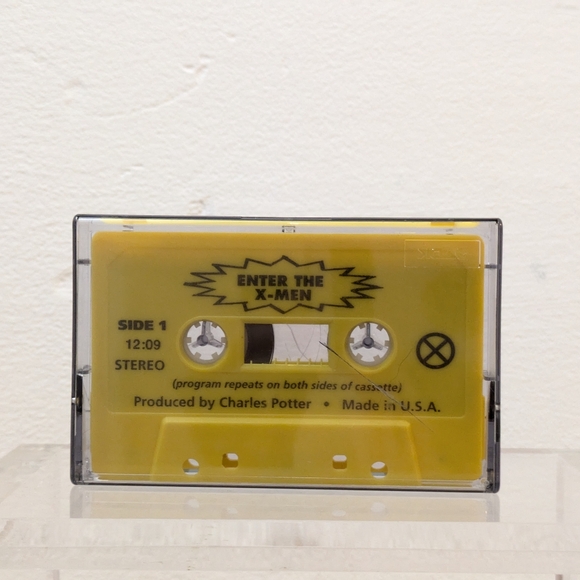 ENTER THE
X-MEN
SIDE 1
12:09
STEREO
(program repeats on both sides of cassette)
Produced by Charles Potter • Made in U.S.A.